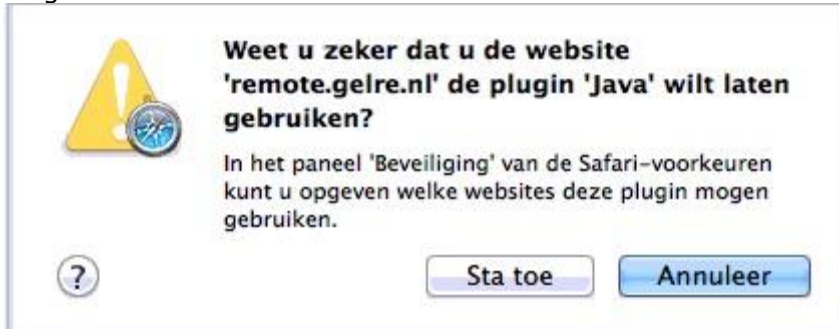 Weet u zeker dat u de website
'remote.gelre.nl' de plugin 'Java' wilt laten
gebruiken?
In het paneel 'Beveiliging' van de Safari-voorkeuren
kunt u opgeven welke websites deze plugin mogen
gebruiken.
? Sta toe Annuleer